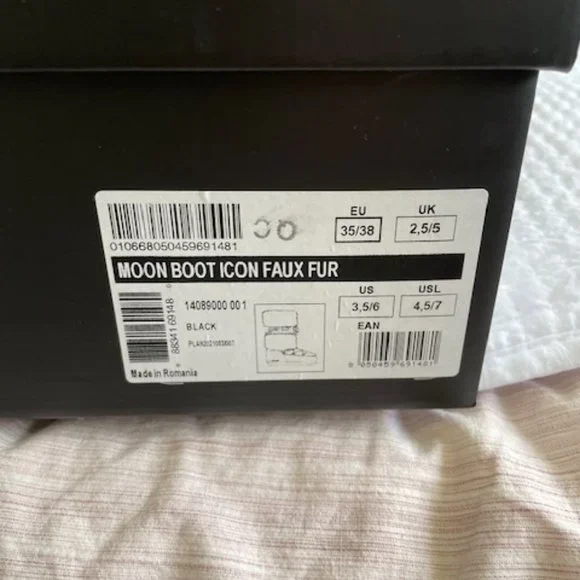 010668050459691481
EU
UK
35/38
2,5/5
MOON BOOT ICON FAUX FUR
US
USL
3,5/6
4,5/7
14089000 001
BLACK
EAN
Made in Romania